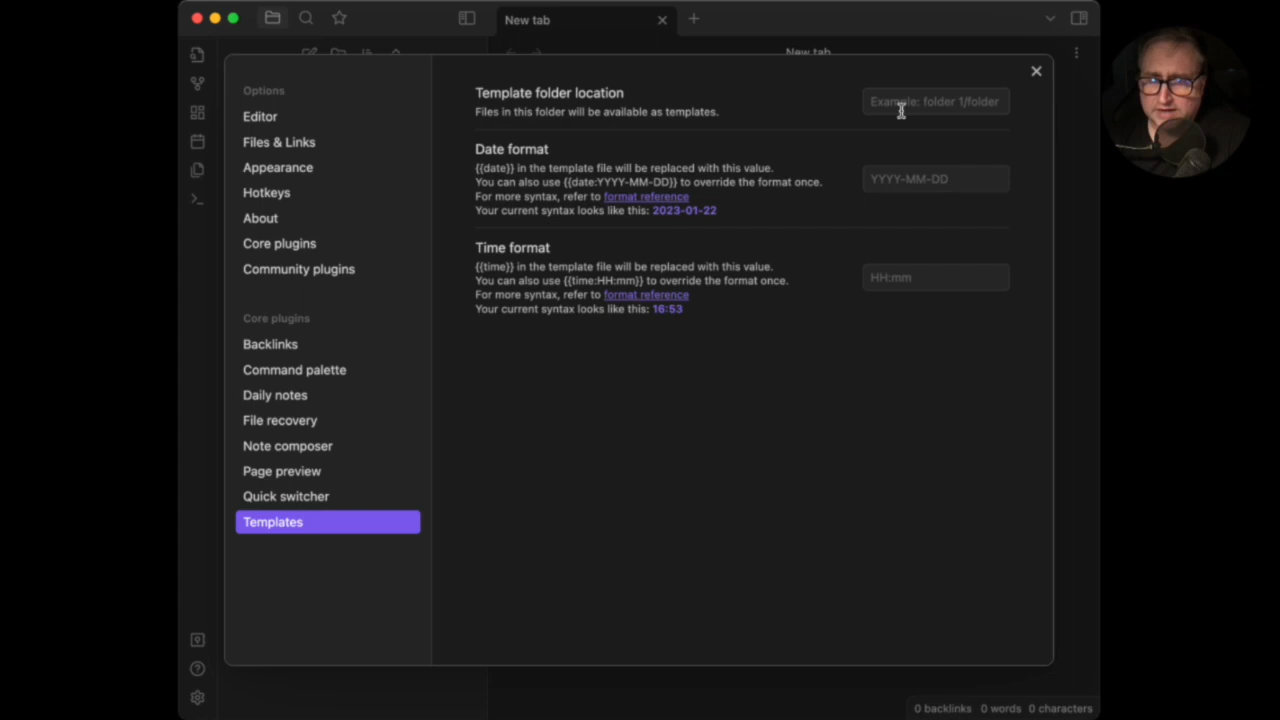 New tab
New tab
Options
Editor
Files & Links
Appearance
Hotkeys
About
Core plugins
Community plugins
Core plugins
Backlinks
Command palette
Daily notes
File recovery
Note composer
Page preview
Quick switcher
Templates
Template folder location
Files in this folder will be available as templates.
Example: folder 1/folder
Date format
{{date}} in the template file will be replaced with this value.
You can also use {{date:YYYY-MM-DD}} to override the format once.
For more syntax, refer to format reference
Your current syntax looks like this: 2023-01-22
YYYY-MM-DD
Time format
{{time}} in the template file will be replaced with this value.
You can also use {{time:HH:mm}} to override the format once.
For more syntax, refer to format reference
Your current syntax looks like this: 16:53
HH:mm
0 backlinks 0 words 0 characters